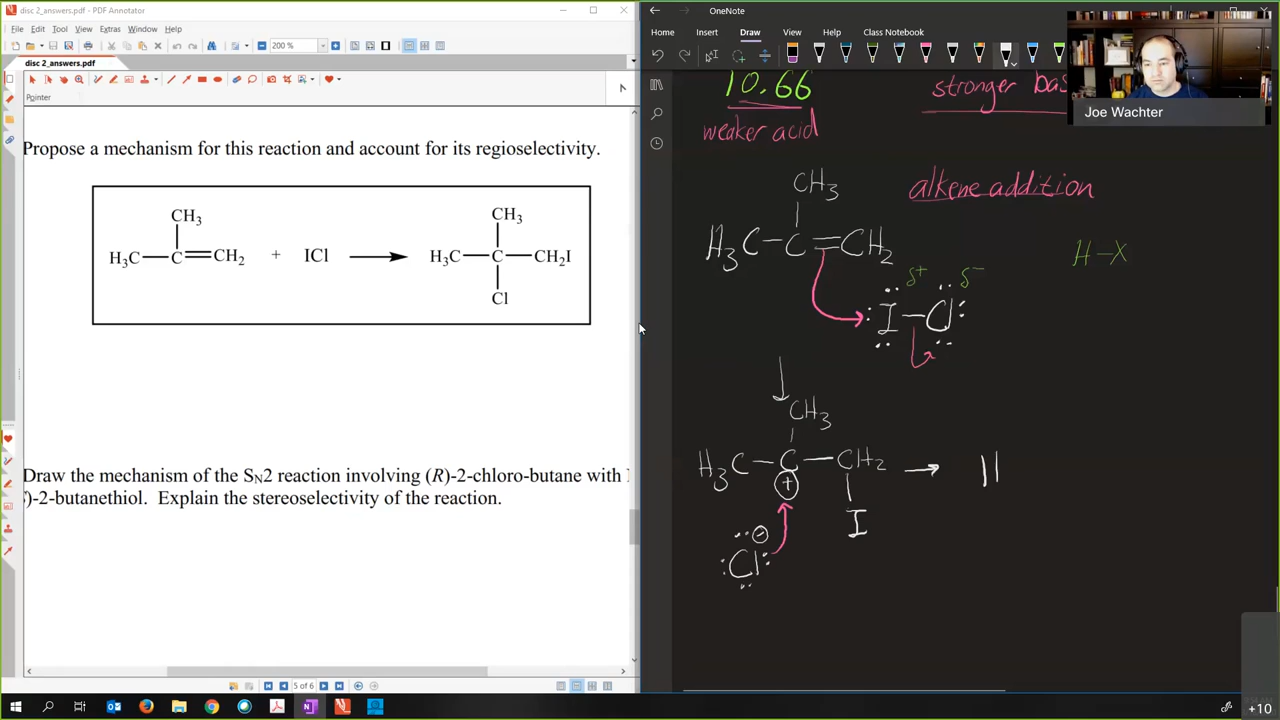 disc 2_answers.pdf - PDF Annotator
File Edit Tool View Extras Window Help
200 %
disc 2_answers.pdf
Pointer
Propose a mechanism for this reaction and account for its regioselectivity.
CH3
H3C C CH2 + ICl
CH3
H3C C CH2I
Cl
Draw the mechanism of the SN2 reaction involving (R)-2-chloro-butane with
)-2-butanethiol. Explain the stereoselectivity of the reaction.
5 of 6
OneNote
Home Insert Draw View Help Class Notebook
Joe Wachter
10.66
weaker acid
stronger bas
alkene addition
CH3
H3C-C=CH2
H-X
δ+ δ-
I-Cl
CH3
H3C-C-CH2
+
I
-
Cl
+10